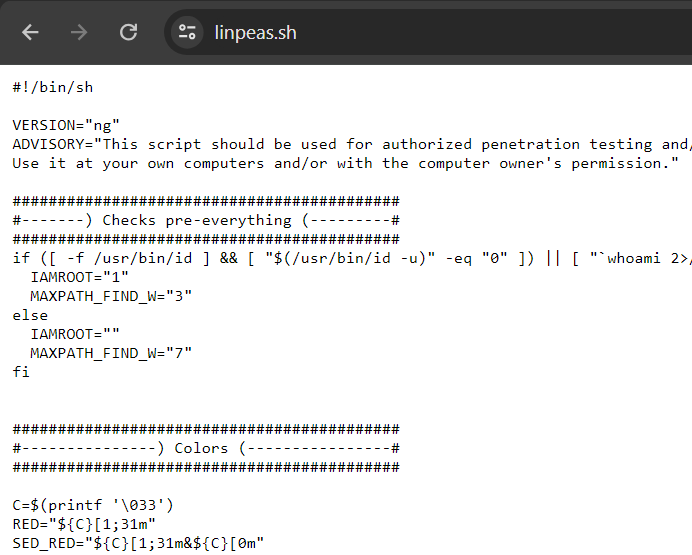 linpeas.sh
#!/bin/sh
VERSION="ng"
ADVISORY="This script should be used for authorized penetration testing and/
Use it at your own computers and/or with the computer owner's permission."
###########################################
#-------) Checks pre-everything (---------#
###########################################
if ([ -f /usr/bin/id ] && [ "$(/usr/bin/id -u)" -eq "0" ]) || [ "`whoami 2>/
  IAMROOT="1"
  MAXPATH_FIND_W="3"
else
  IAMROOT=""
  MAXPATH_FIND_W="7"
fi
###########################################
#---------------) Colors (----------------#
###########################################
C=$(printf '\033')
RED="${C}[1;31m"
SED_RED="${C}[1;31m&${C}[0m"